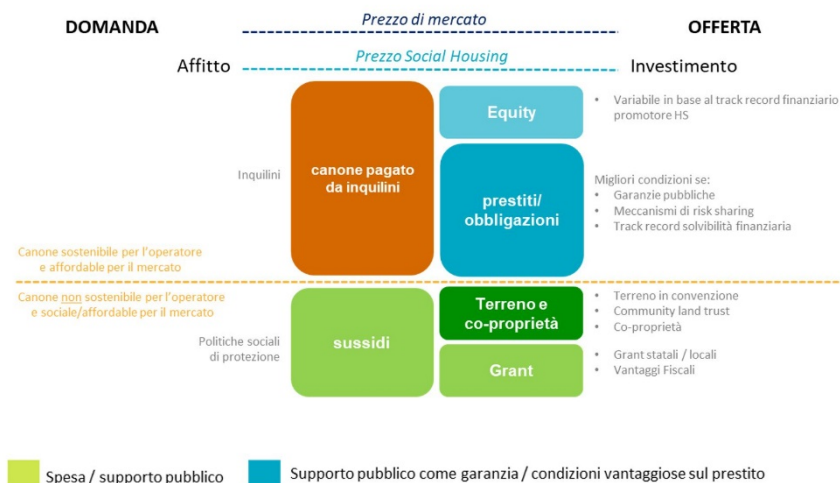 DOMANDA
Prezzo di mercato
OFFERTA
Affitto
Prezzo Social Housing
Investimento
Equity
• Variabile in base al track record finanziario
promotore HS
Inquilini
canone pagato
da inquilini
prestiti/
obbligazioni
Migliori condizioni se:
• Garanzie pubbliche
• Meccanismi di risk sharing
• Track record solvibilità finanziaria
Canone sostenibile per l'operatore
e affordable per il mercato
Canone non sostenibile per l'operatore
e sociale/affordable per il mercato
Politiche sociali
di protezione
sussidi
Terreno e
co-proprietà
• Terreno in convenzione
• Community land trust
• Co-proprietà
Grant
• Grant statali / locali
• Vantaggi Fiscali
Spesa / supporto pubblico
Supporto pubblico come garanzia / condizioni vantaggiose sul prestito